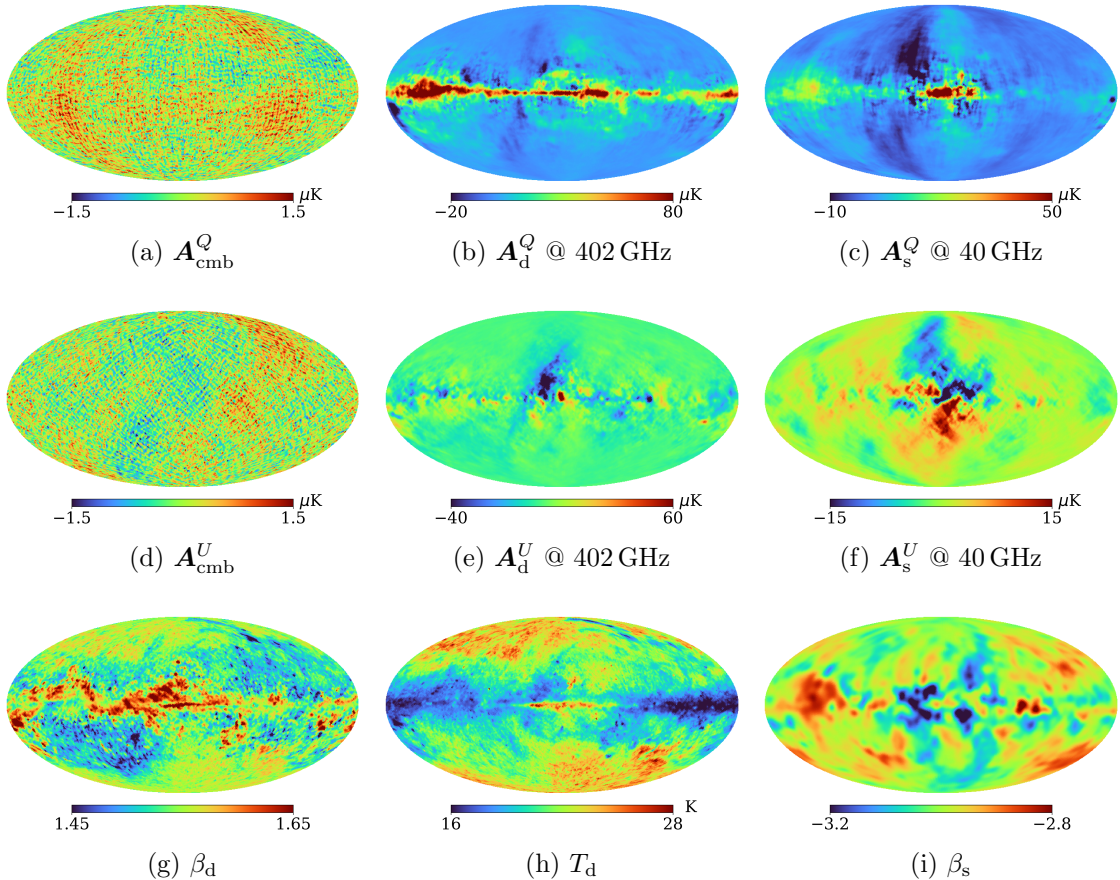 −1.5 1.5 μK −20 80 μK −10 50 μK
(a) A^Q_cmb (b) A^Q_d @ 402 GHz (c) A^Q_s @ 40 GHz
−1.5 1.5 μK −40 60 μK −15 15 μK
(d) A^U_cmb (e) A^U_d @ 402 GHz (f) A^U_s @ 40 GHz
1.45 1.65 16 28 K −3.2 −2.8
(g) β_d (h) T_d (i) β_s